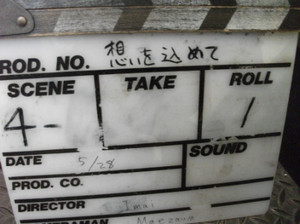 ROD. NO. 想いを込めて
SCENE TAKE ROLL
4- 1
DATE 5/28 SOUND
PROD. CO.
DIRECTOR Imai